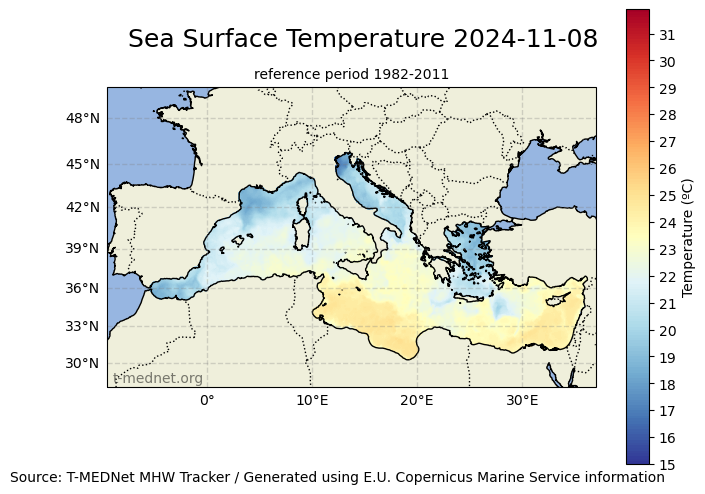 Sea Surface Temperature 2024-11-08
reference period 1982-2011
48°N
45°N
42°N
39°N
36°N
33°N
30°N
0°
10°E
20°E
30°E
t-mednet.org
31
30
29
28
27
26
25
24
23
22
21
20
19
18
17
16
15
Temperature (ºC)
Source: T-MEDNet MHW Tracker / Generated using E.U. Copernicus Marine Service information